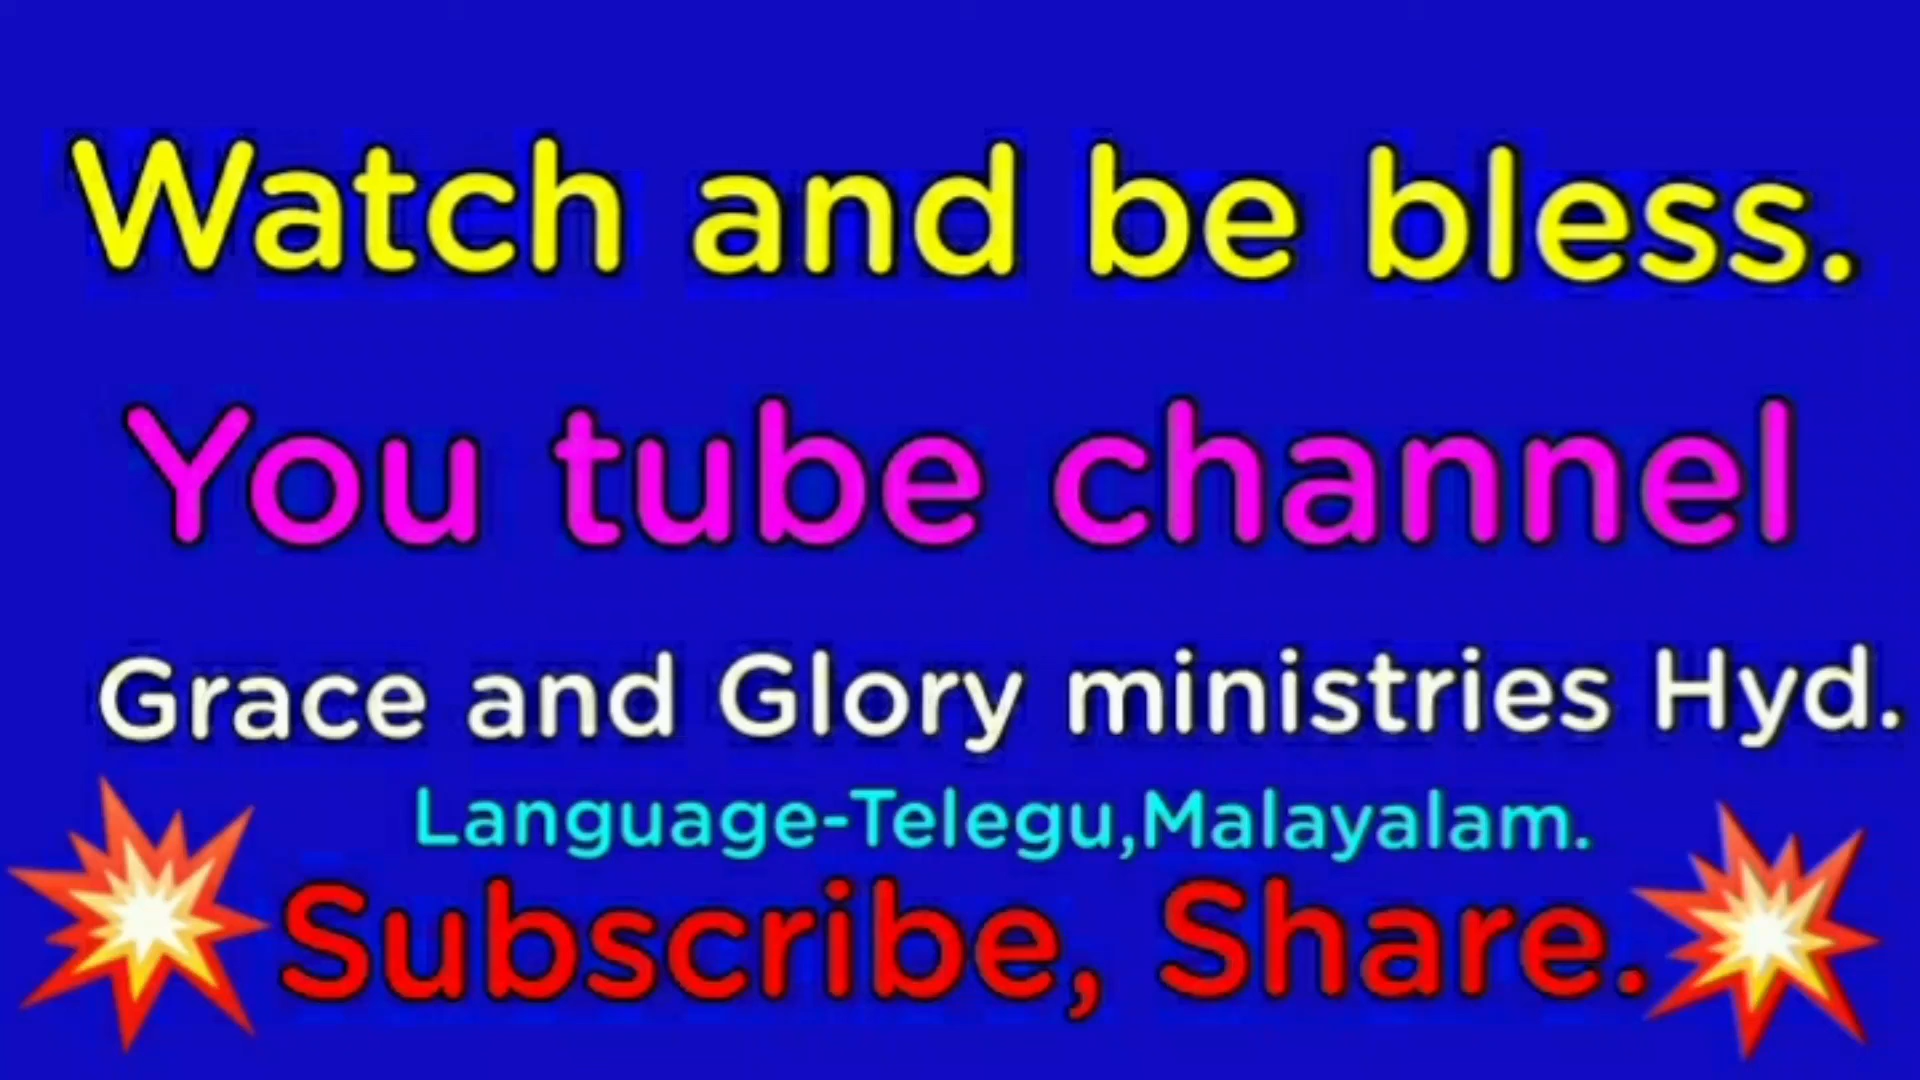 Watch and be bless.
You tube channel
Grace and Glory ministries Hyd.
Language-Telegu,Malayalam.
Subscribe, Share.